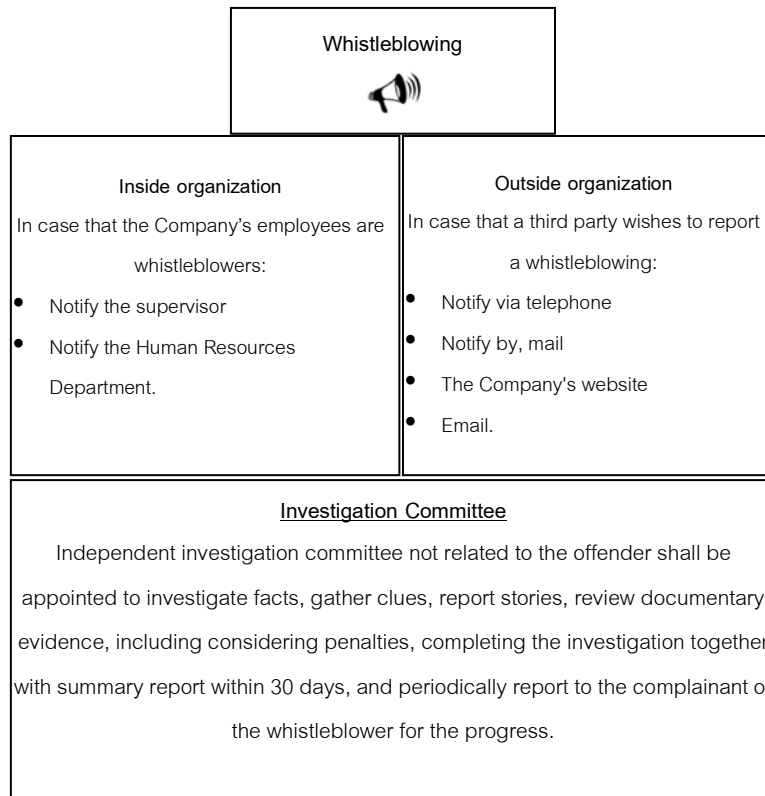 Whistleblowing
Inside organization
In case that the Company's employees are
whistleblowers:
• Notify the supervisor
• Notify the Human Resources
Department.
Outside organization
In case that a third party wishes to report
a whistleblowing:
• Notify via telephone
• Notify by, mail
• The Company's website
• Email.
Investigation Committee
Independent investigation committee not related to the offender shall be
appointed to investigate facts, gather clues, report stories, review documentary
evidence, including considering penalties, completing the investigation together
with summary report within 30 days, and periodically report to the complainant o
the whistleblower for the progress.